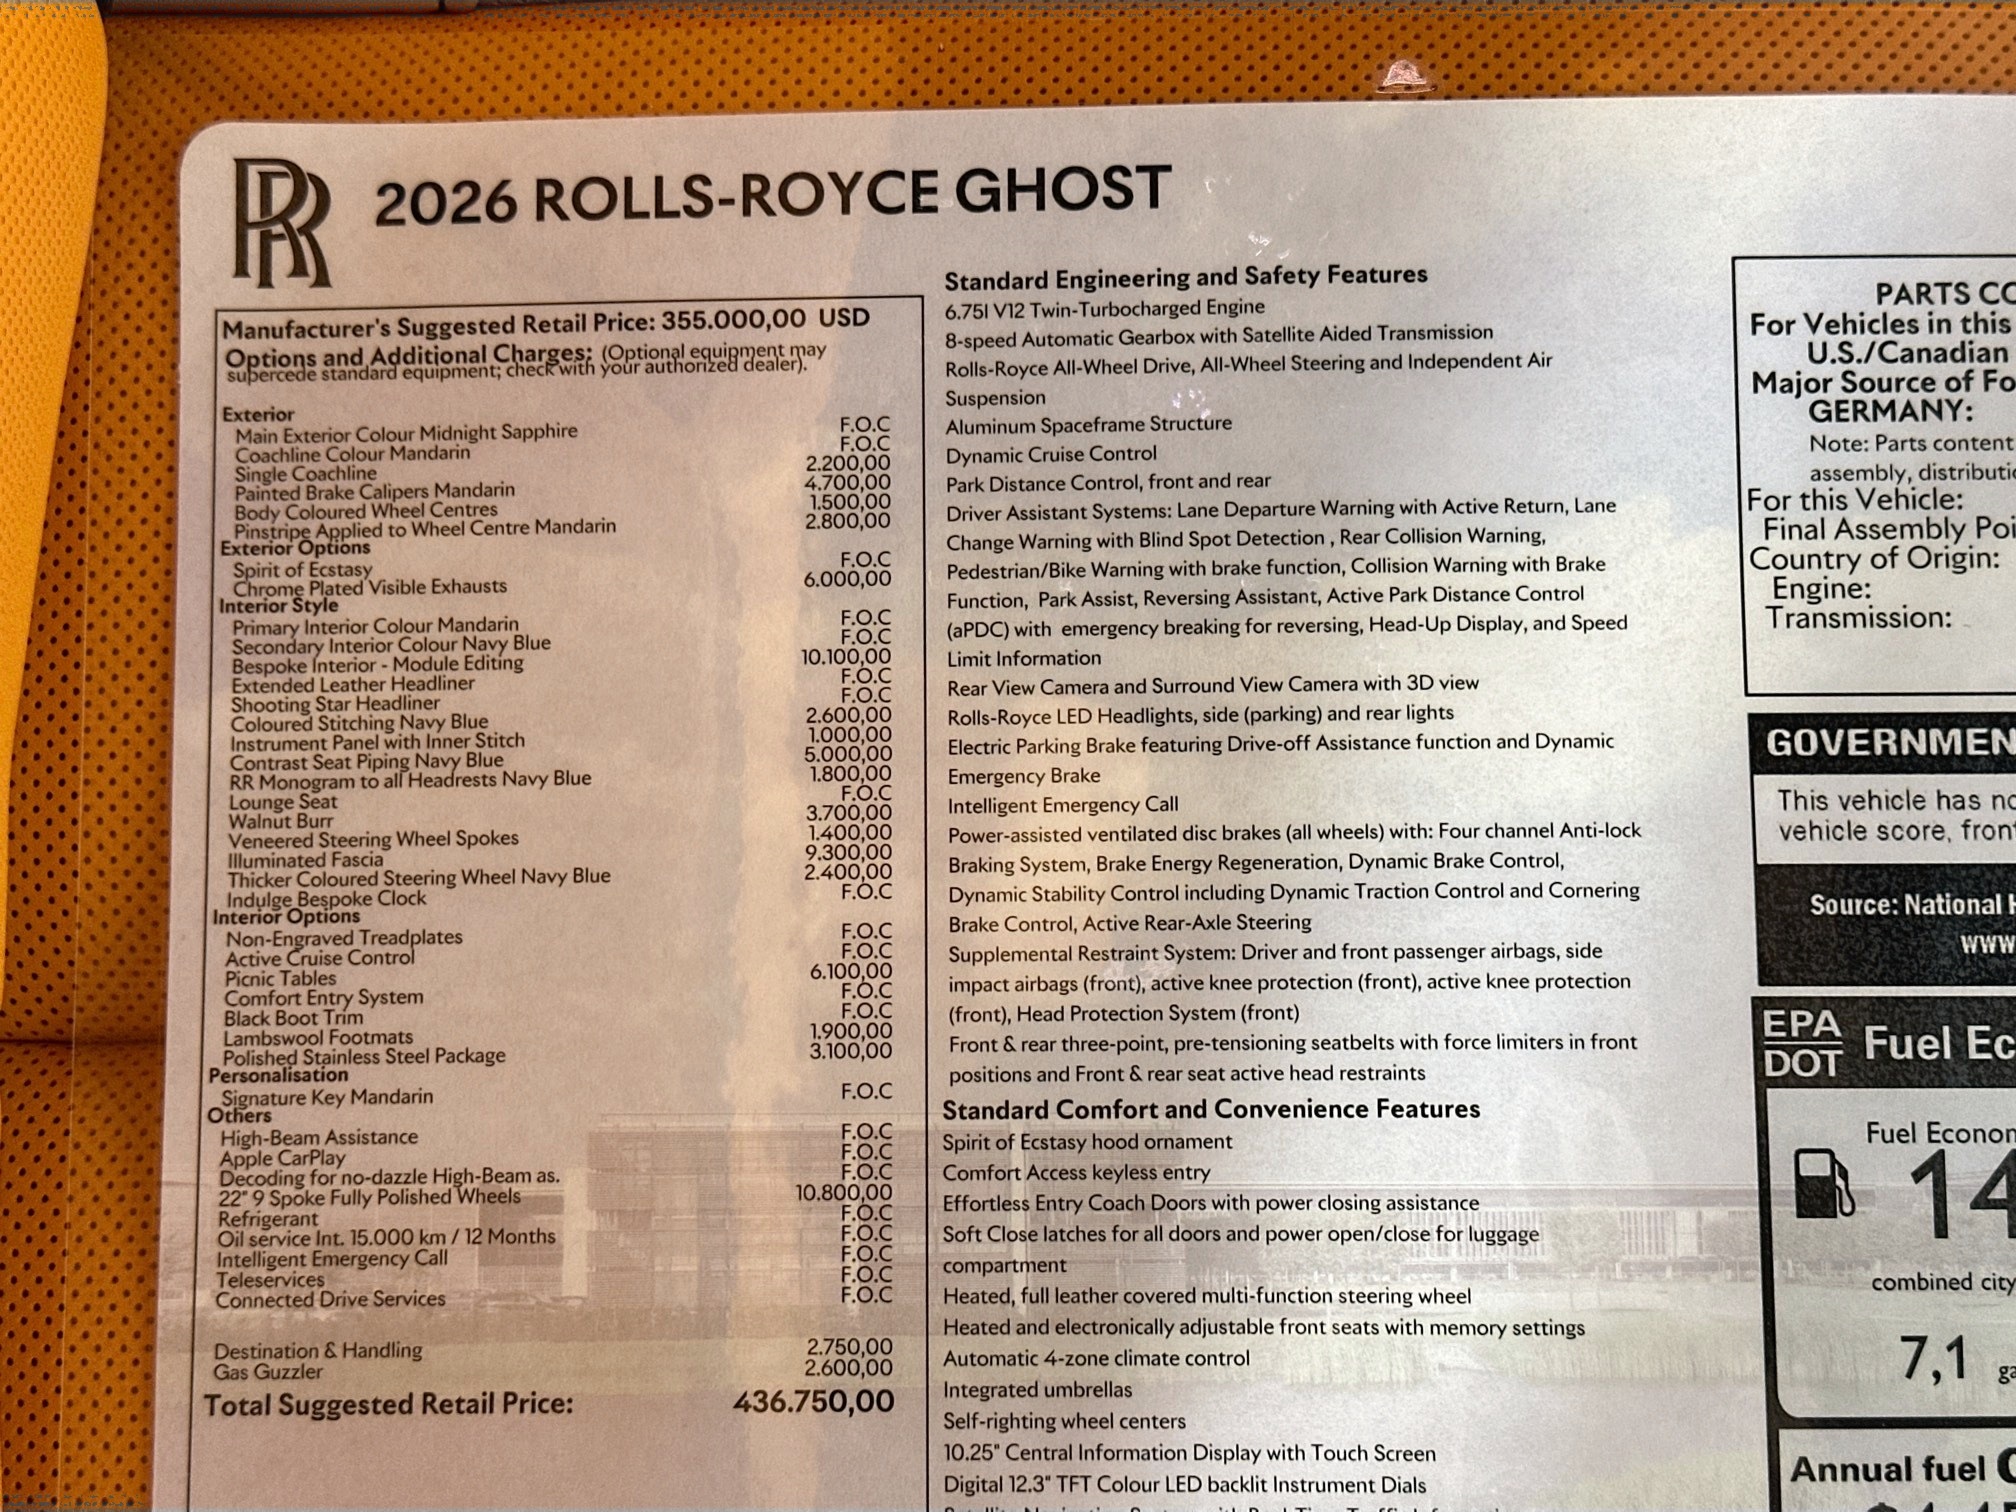 RR
2026 ROLLS-ROYCE GHOST
Manufacturer's Suggested Retail Price: 355.000,00 USD
Options and Additional Charges: (Optional equipment may
supercede standard equipment; check with your authorized dealer).
Exterior
Main Exterior Colour Midnight Sapphire F.O.C
Coachline Colour Mandarin F.O.C
Single Coachline 2.200,00
Painted Brake Calipers Mandarin 4.700,00
Body Coloured Wheel Centres 1.500,00
Pinstripe Applied to Wheel Centre Mandarin 2.800,00
Exterior Options
Spirit of Ecstasy F.O.C
Chrome Plated Visible Exhausts 6.000,00
Interior Style
Primary Interior Colour Mandarin F.O.C
Secondary Interior Colour Navy Blue F.O.C
Bespoke Interior - Module Editing 10.100,00
Extended Leather Headliner F.O.C
Shooting Star Headliner F.O.C
Coloured Stitching Navy Blue 2.600,00
Instrument Panel with Inner Stitch 1.000,00
Contrast Seat Piping Navy Blue 5.000,00
RR Monogram to all Headrests Navy Blue 1.800,00
Lounge Seat F.O.C
Walnut Burr 3.700,00
Veneered Steering Wheel Spokes 1.400,00
Illuminated Fascia 9.300,00
Thicker Coloured Steering Wheel Navy Blue 2.400,00
Indulge Bespoke Clock F.O.C
Interior Options
Non-Engraved Treadplates F.O.C
Active Cruise Control F.O.C
Picnic Tables 6.100,00
Comfort Entry System F.O.C
Black Boot Trim F.O.C
Lambswool Footmats 1.900,00
Polished Stainless Steel Package 3.100,00
Personalisation
Signature Key Mandarin F.O.C
Others
High-Beam Assistance F.O.C
Apple CarPlay F.O.C
Decoding for no-dazzle High-Beam as. F.O.C
22" 9 Spoke Fully Polished Wheels 10.800,00
Refrigerant F.O.C
Oil service Int. 15.000 km / 12 Months F.O.C
Intelligent Emergency Call F.O.C
Teleservices F.O.C
Connected Drive Services F.O.C
Destination & Handling 2.750,00
Gas Guzzler 2.600,00
Total Suggested Retail Price: 436.750,00
Standard Engineering and Safety Features
6.75l V12 Twin-Turbocharged Engine
8-speed Automatic Gearbox with Satellite Aided Transmission
Rolls-Royce All-Wheel Drive, All-Wheel Steering and Independent Air
Suspension
Aluminum Spaceframe Structure
Dynamic Cruise Control
Park Distance Control, front and rear
Driver Assistant Systems: Lane Departure Warning with Active Return, Lane
Change Warning with Blind Spot Detection , Rear Collision Warning,
Pedestrian/Bike Warning with brake function, Collision Warning with Brake
Function, Park Assist, Reversing Assistant, Active Park Distance Control
(aPDC) with emergency breaking for reversing, Head-Up Display, and Speed
Limit Information
Rear View Camera and Surround View Camera with 3D view
Rolls-Royce LED Headlights, side (parking) and rear lights
Electric Parking Brake featuring Drive-off Assistance function and Dynamic
Emergency Brake
Intelligent Emergency Call
Power-assisted ventilated disc brakes (all wheels) with: Four channel Anti-lock
Braking System, Brake Energy Regeneration, Dynamic Brake Control,
Dynamic Stability Control including Dynamic Traction Control and Cornering
Brake Control, Active Rear-Axle Steering
Supplemental Restraint System: Driver and front passenger airbags, side
impact airbags (front), active knee protection (front), active knee protection
(front), Head Protection System (front)
Front & rear three-point, pre-tensioning seatbelts with force limiters in front
positions and Front & rear seat active head restraints
Standard Comfort and Convenience Features
Spirit of Ecstasy hood ornament
Comfort Access keyless entry
Effortless Entry Coach Doors with power closing assistance
Soft Close latches for all doors and power open/close for luggage
compartment
Heated, full leather covered multi-function steering wheel
Heated and electronically adjustable front seats with memory settings
Automatic 4-zone climate control
Integrated umbrellas
Self-righting wheel centers
10.25" Central Information Display with Touch Screen
Digital 12.3" TFT Colour LED backlit Instrument Dials
PARTS CO
For Vehicles in this
U.S./Canadian
Major Source of Fo
GERMANY:
Note: Parts content
assembly, distributi
For this Vehicle:
Final Assembly Poi
Country of Origin:
Engine:
Transmission:
GOVERNMEN
This vehicle has no
vehicle score, fron
Source: National H
www
EPA
DOT
Fuel Ec
Fuel Econom
14
combined city
7,1 ga
Annual fuel